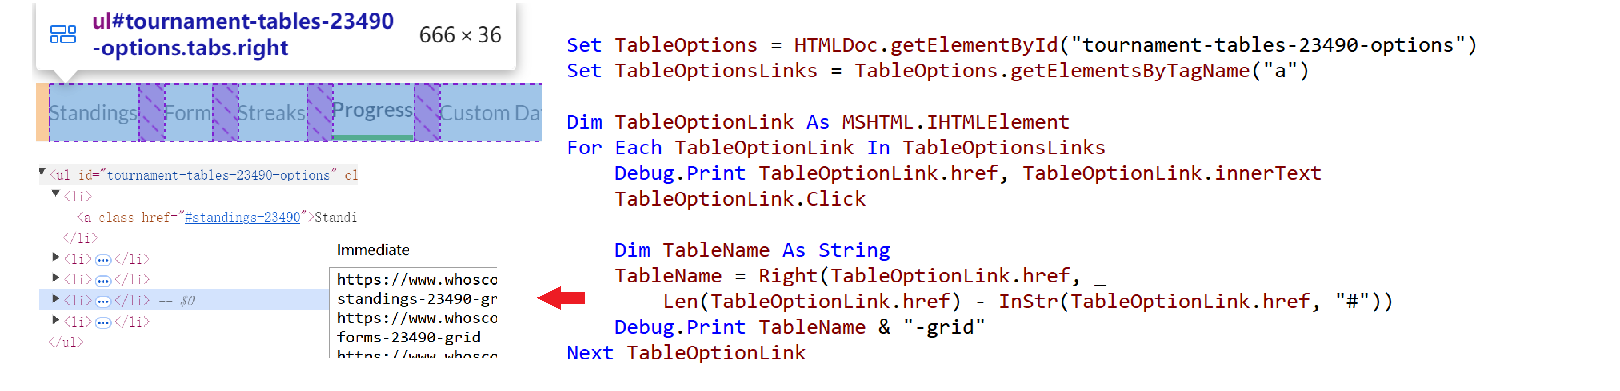 ul#tournament-tables-23490
-options.tabs.right
666 × 36
Standings Form Streaks Progress Custom Da
<ul id="tournament-tables-23490-options" cl
<li>
<a class href="#standings-23490">Standi
</li>
<li> ••• </li>
<li> ••• </li>
<li> ••• </li> == $0
<li> ••• </li>
</ul>
Immediate
https://www.whosco
standings-23490-gr
https://www.whosco
forms-23490-grid
https://www.whosco
Set TableOptions = HTMLDoc.getElementById("tournament-tables-23490-options")
Set TableOptionsLinks = TableOptions.getElementsByTagName("a")
Dim TableOptionLink As MSHTML.IHTMLElement
For Each TableOptionLink In TableOptionsLinks
Debug.Print TableOptionLink.href, TableOptionLink.innerText
TableOptionLink.Click
Dim TableName As String
TableName = Right(TableOptionLink.href, _
Len(TableOptionLink.href) - InStr(TableOptionLink.href, "#"))
Debug.Print TableName & "-grid"
Next TableOptionLink